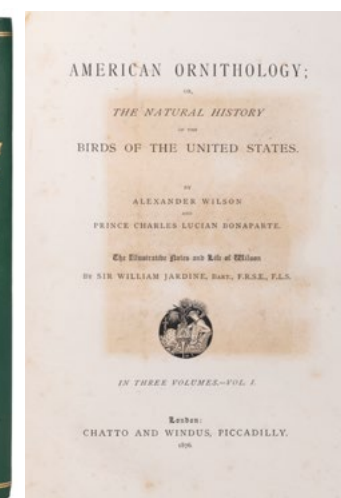 AMERICAN ORNITHOLOGY;
OR,
THE NATURAL HISTORY
OF THE
BIRDS OF THE UNITED STATES.
BY
ALEXANDER WILSON
AND
PRINCE CHARLES LUCIAN BONAPARTE.
The Illustrative Notes and Life of Wilson
BY SIR WILLIAM JARDINE, BART., F.R.S.E., F.L.S.
IN THREE VOLUMES.—VOL. I.
London:
CHATTO AND WINDUS, PICCADILLY.
1876